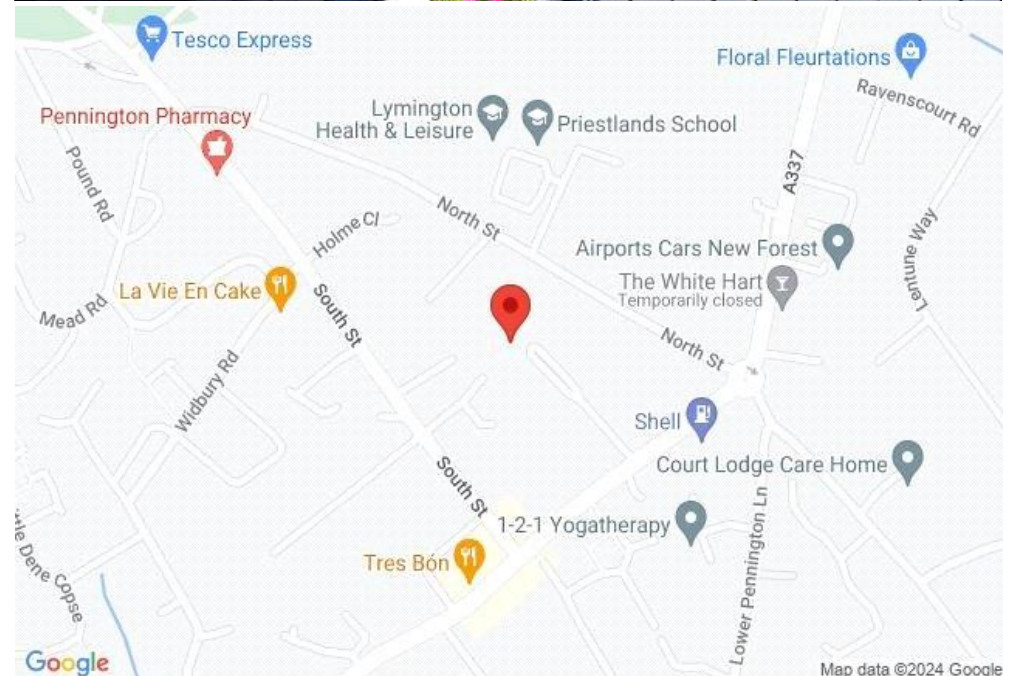 Tesco Express
Floral Fleurtations
Ravenscourt Rd
Pennington Pharmacy
Lymington
Health & Leisure
Priestlands School
Pound Rd
A337
North St
Holme Cl
Lentune Way
Airports Cars New Forest
The White Hart
Temporarily closed
La Vie En Cake
Mead Rd
South St
North St
Widbury Rd
Shell
Court Lodge Care Home
South St
1-2-1 Yogatherapy
Lower Pennington Ln
Tres Bón
Dene Copse
Google
Map data ©2024 Google